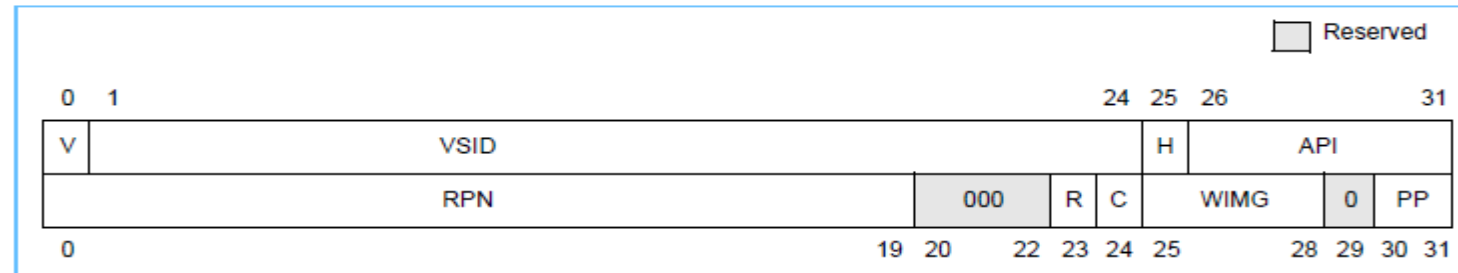 Reserved
0 1 24 25 26 31
V VSID H API
RPN 000 R C WIMG 0 PP
0 19 20 22 23 24 25 28 29 30 31